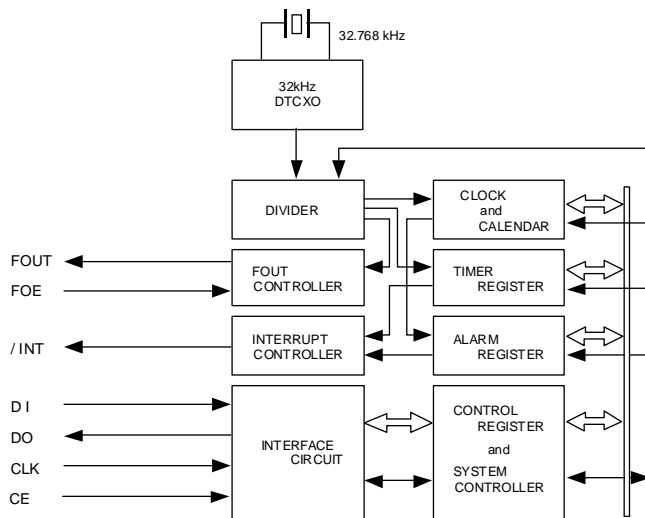 32.768 kHz
32kHz
DTCXO
DIVIDER
CLOCK
and
CALENDAR
FOUT
FOE
FOUT
CONTROLLER
TIMER
REGISTER
/ INT
INTERRUPT
CONTROLLER
ALARM
REGISTER
D I
DO
CLK
CE
INTERFACE
CIRCUIT
CONTROL
REGISTER
and
SYSTEM
CONTROLLER